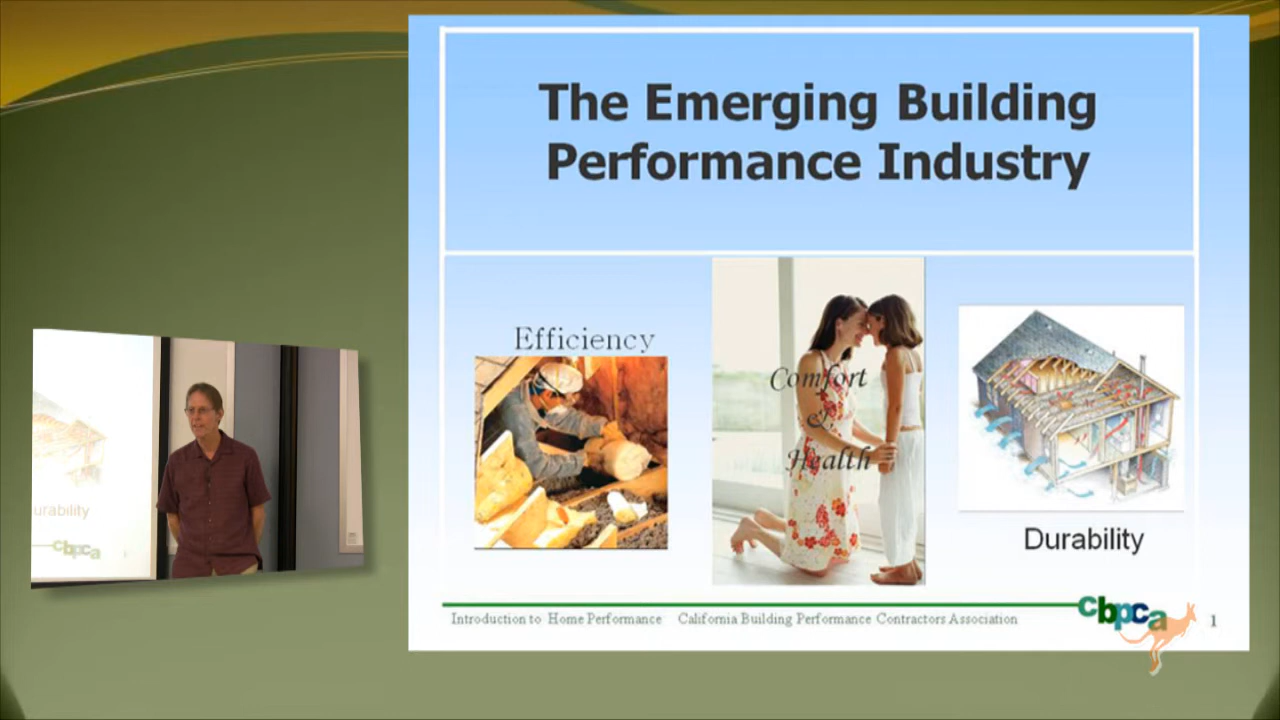 The Emerging Building
Performance Industry
Efficiency
Comfort
&
Health
Durability
Introduction to Home Performance California Building Performance Contractors Association
cbpca
1
urability
cbpca